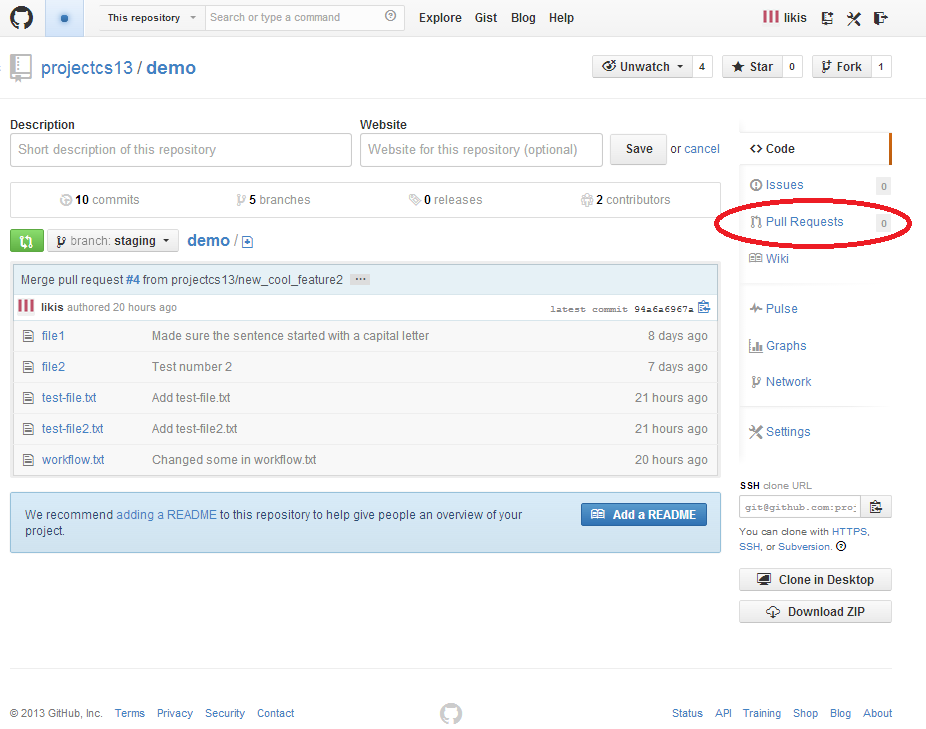 This repository Search or type a command Explore Gist Blog Help likis
projectcs13 / demo Unwatch 4 Star 0 Fork 1
Description Website
Short description of this repository Website for this repository (optional) Save or cancel
10 commits 5 branches 0 releases 2 contributors
branch: staging demo /
Merge pull request #4 from projectcs13/new_cool_feature2 ...
likis authored 20 hours ago latest commit 94a6a6967a
file1 Made sure the sentence started with a capital letter 8 days ago
file2 Test number 2 7 days ago
test-file.txt Add test-file.txt 21 hours ago
test-file2.txt Add test-file2.txt 21 hours ago
workflow.txt Changed some in workflow.txt 20 hours ago
We recommend adding a README to this repository to help give people an overview of your
project.
Add a README
Code
Issues 0
Pull Requests 0
Wiki
Pulse
Graphs
Network
Settings
SSH clone URL
git@github.com:pro
You can clone with HTTPS,
SSH, or Subversion.
Clone in Desktop
Download ZIP
© 2013 GitHub, Inc. Terms Privacy Security Contact Status API Training Shop Blog About